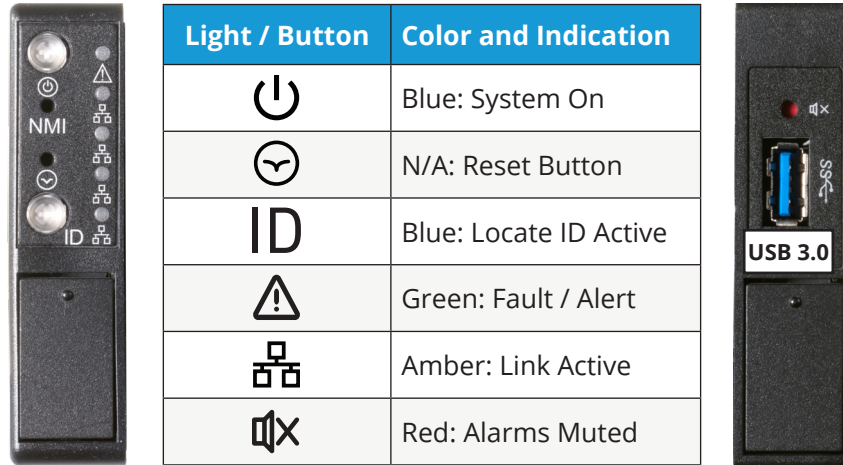 NMI
ID
Light / Button Color and Indication
Blue: System On
N/A: Reset Button
ID Blue: Locate ID Active
Green: Fault / Alert
Amber: Link Active
Red: Alarms Muted
SS
USB 3.0